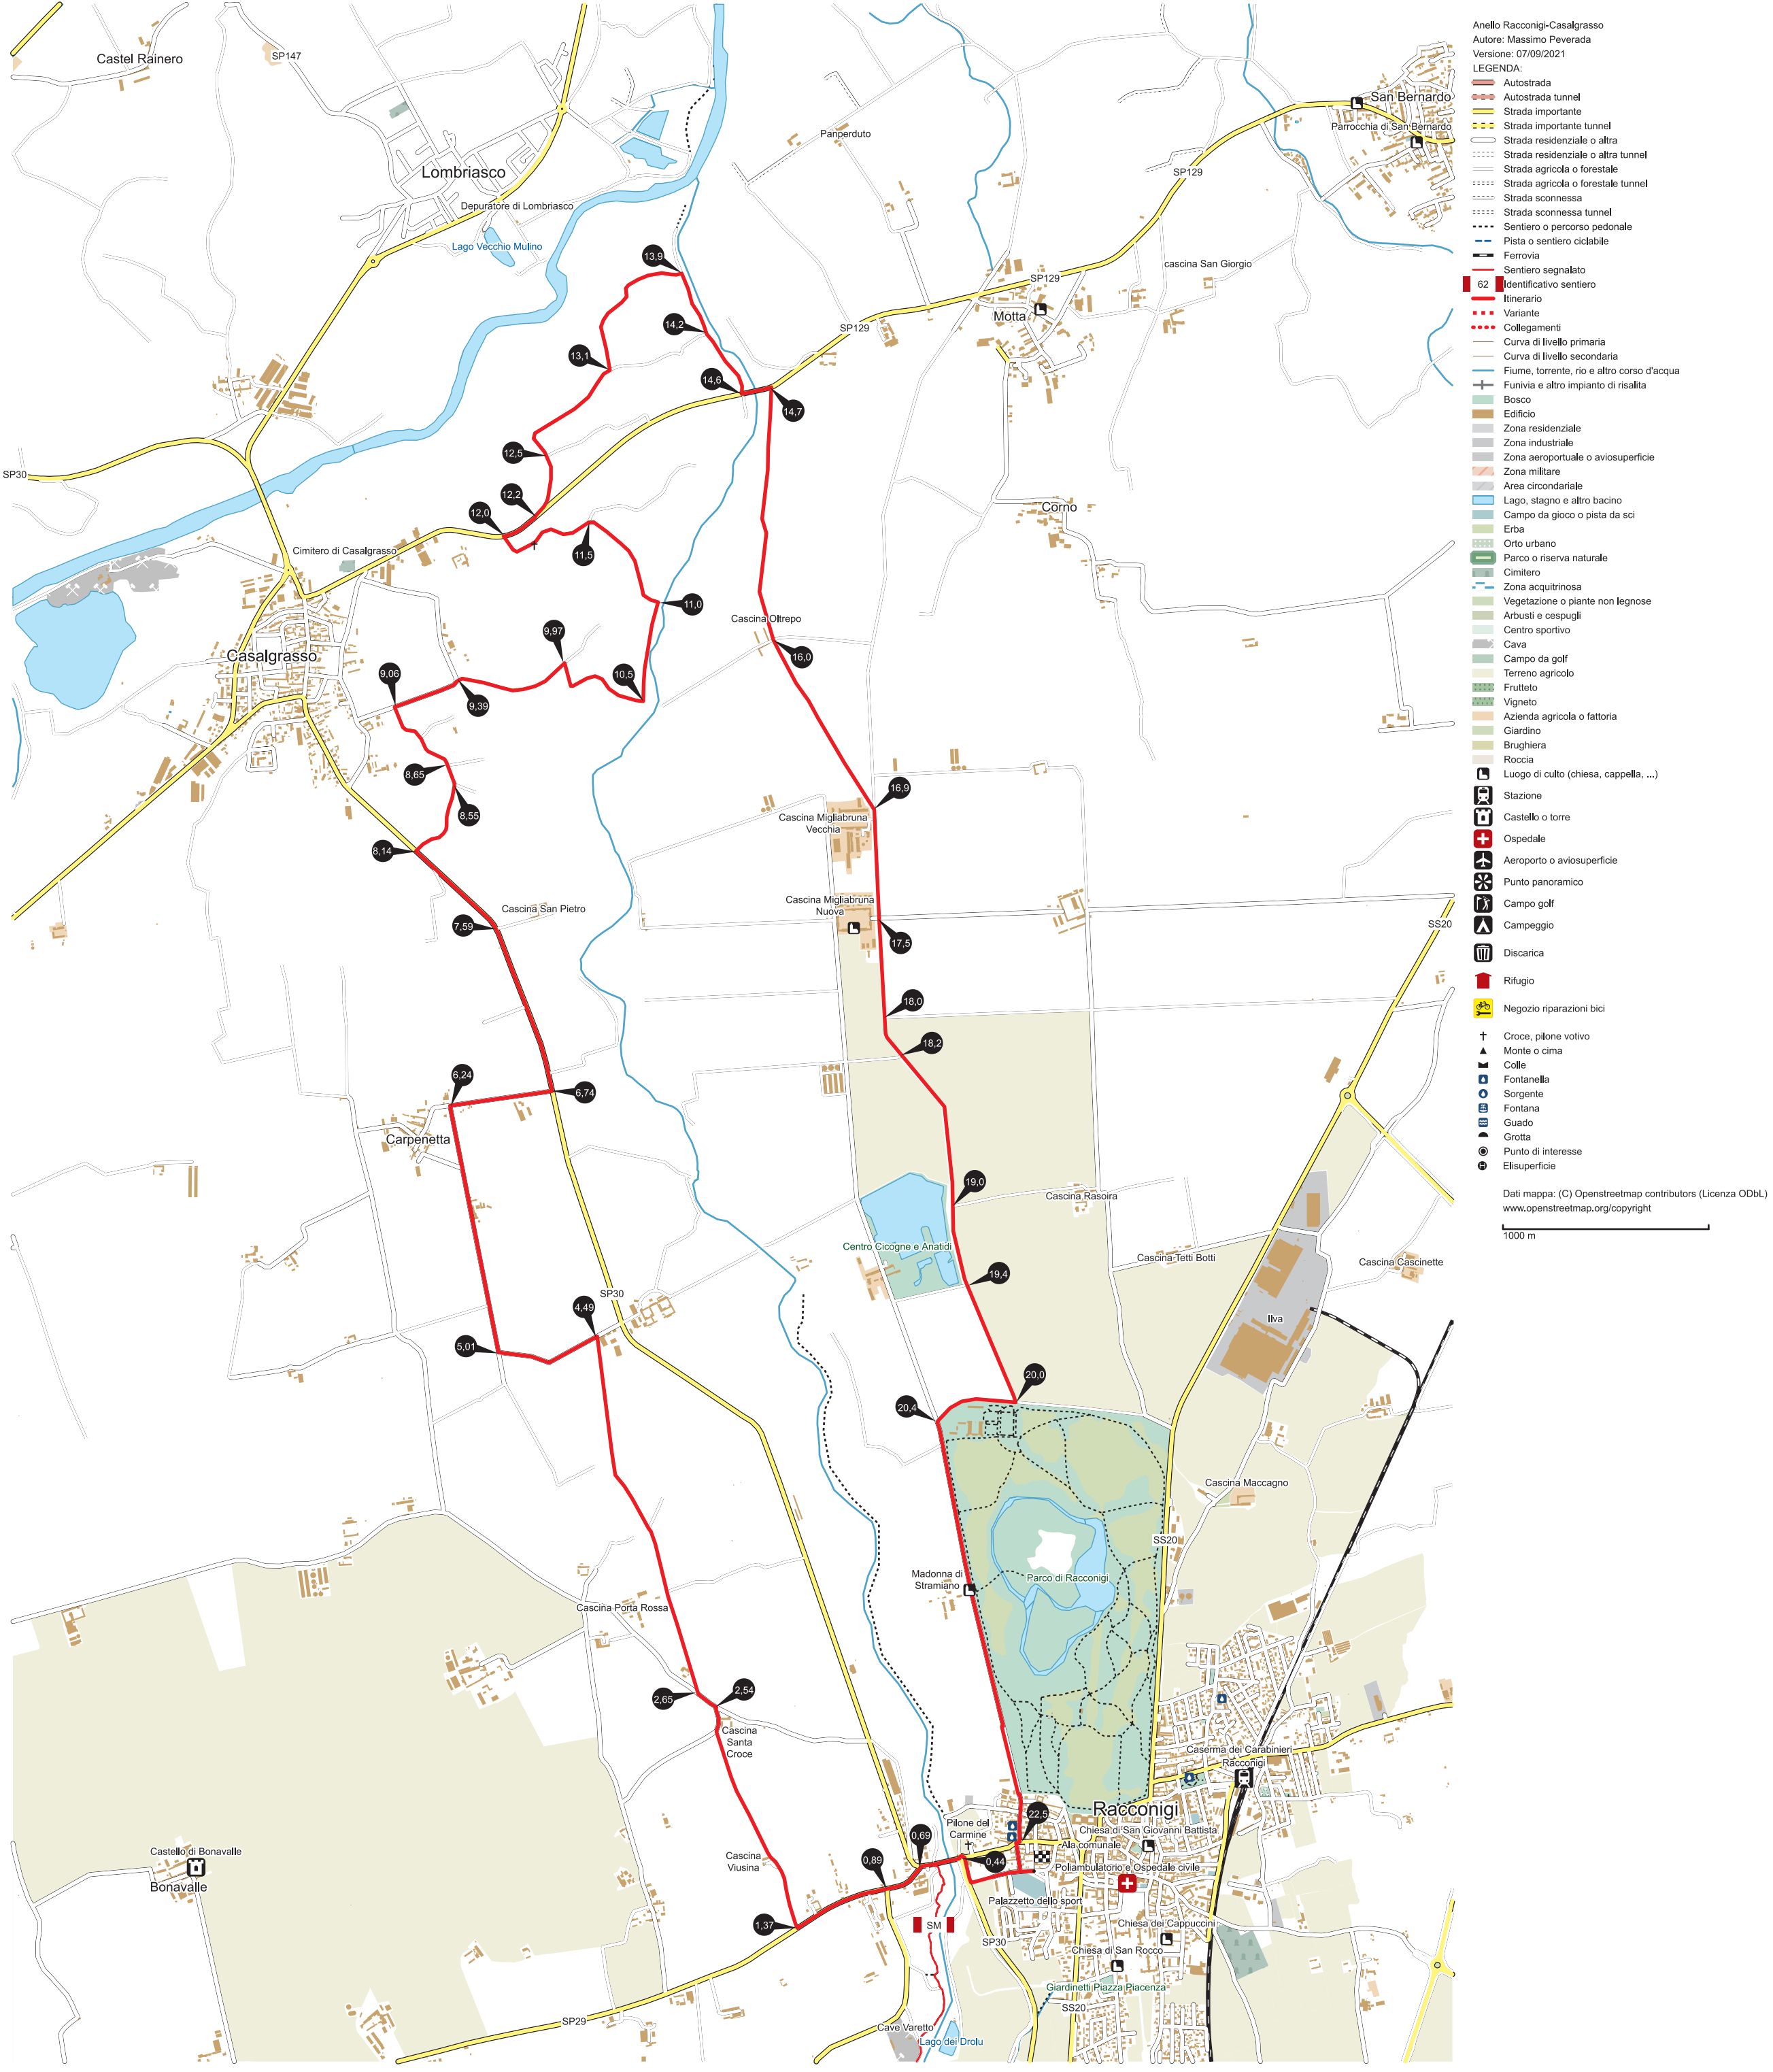 Anello Racconigi-Casalgrasso
Autore: Massimo Peverada
Versione: 07/09/2021
LEGENDA:
Autostrada
Autostrada tunnel
Strada importante
Strada importante tunnel
Strada residenziale o altra
Strada residenziale o altra tunnel
Strada agricola o forestale
Strada agricola o forestale tunnel
Strada sconnessa
Strada sconnessa tunnel
Sentiero o percorso pedonale
Pista o sentiero ciclabile
Ferrovia
Sentiero segnalato
62 Identificativo sentiero
Itinerario
Variante
Collegamenti
Curva di livello primaria
Curva di livello secondaria
Fiume, torrente, rio e altro corso d'acqua
Funivia e altro impianto di risalita
Bosco
Edificio
Zona residenziale
Zona industriale
Zona aeroportuale o aviosuperficie
Zona militare
Area circondariale
Lago, stagno e altro bacino
Campo da gioco o pista da sci
Erba
Orto urbano
Parco o riserva naturale
Cimitero
Zona acquitrinosa
Vegetazione o piante non legnose
Arbusti e cespugli
Centro sportivo
Cava
Campo da golf
Terreno agricolo
Frutteto
Vigneto
Azienda agricola o fattoria
Giardino
Brughiera
Roccia
Luogo di culto (chiesa, cappella, ...)
Stazione
Castello o torre
Ospedale
Aeroporto o aviosuperficie
Punto panoramico
Campo golf
Campeggio
Discarica
Rifugio
Negozio riparazioni bici
Croce, pilone votivo
Monte o cima
Colle
Fontanella
Sorgente
Fontana
Guado
Grotta
Punto di interesse
Elisuperficie
Dati mappa: (C) Openstreetmap contributors (Licenza ODbL)
www.openstreetmap.org/copyright
1000 m
Castel Rainero
SP147
San Bernardo
Parrocchia di San Bernardo
Panperduto
Lombriasco
SP129
Depuratore di Lombriasco
Lago Vecchio Mulino
13,9
cascina San Giorgio
SP129
Motta
14,2
SP129
13,1
14,6
14,7
12,5
SP30
12,2
12,0
Corno
Cimitero di Casalgrasso
11,5
11,0
Cascina Oltrepo
9,97
Casalgrasso
16,0
9,06
10,5
9,39
8,65
16,9
8,55
Cascina Migliabruna
Vecchia
8,14
Cascina Migliabruna
Nuova
Cascina San Pietro
7,59
SS20
17,5
18,0
18,2
6,24
6,74
Carpenetta
19,0
Cascina Rasoira
Centro Cicogne e Anatidi
Cascina Tetti Botti
Cascina Cascinette
19,4
SP30
4,49
Ilva
5,01
20,0
20,4
Cascina Maccagno
SS20
Madonna di
Stramiano
Parco di Racconigi
Cascina Porta Rossa
2,54
2,65
Cascina
Santa
Croce
Caserma dei Carabinieri
Racconigi
Racconigi
22,5
Pilone del
Carmine
Chiesa di San Giovanni Battista
0,69
Ala comunale
Castello di Bonavalle
Cascina
Viusina
0,89
0,44
Poliambulatorio e Ospedale civile
Bonavalle
Palazzetto dello sport
1,37
SM
Chiesa dei Cappuccini
SP30
Chiesa di San Rocco
Giardinetti Piazza Piacenza
SS20
SP29
Cave Varetto
Lago dei Drolu